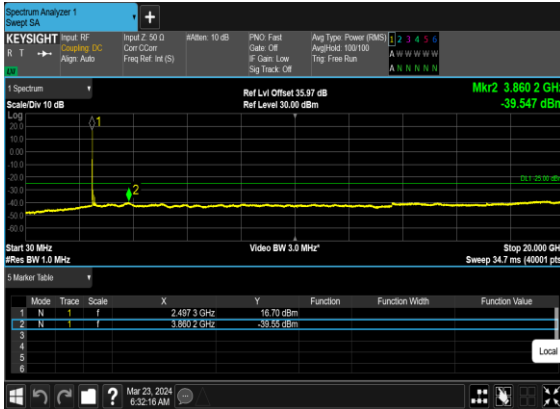 Spectrum Analyzer 1
Swept SA
+
KEYSIGHT
R T
LXI
Input: RF
Coupling: DC
Align: Auto
Input Z: 50 Ω
Corr CCorr
Freq Ref: Int (S)
#Atten: 10 dB
PNO: Fast
Gate: Off
IF Gain: Low
Sig Track: Off
Avg Type: Power (RMS)
Avg|Hold: 100/100
Trig: Free Run
1 2 3 4 5 6
A W W W W W
A N N N N N
1 Spectrum
Scale/Div 10 dB
Ref Lvl Offset 35.97 dB
Ref Level 30.00 dBm
Mkr2 3.860 2 GHz
-39.547 dBm
Log
20.0
10.0
0.00
-10.0
-20.0
-30.0
-40.0
-50.0
-60.0
1
2
Start 30 MHz
#Res BW 1.0 MHz
Video BW 3.0 MHz*
Stop 20.000 GH
Sweep 34.7 ms (40001 pts
5 Marker Table
Mode Trace Scale X Y Function Function Width Function Value
1 N 1 f 2.497 3 GHz 16.70 dBm
2 N 1 f 3.860 2 GHz -39.55 dBm
3
4
5
6
Local
?
Mar 23, 2024
6:32:16 AM